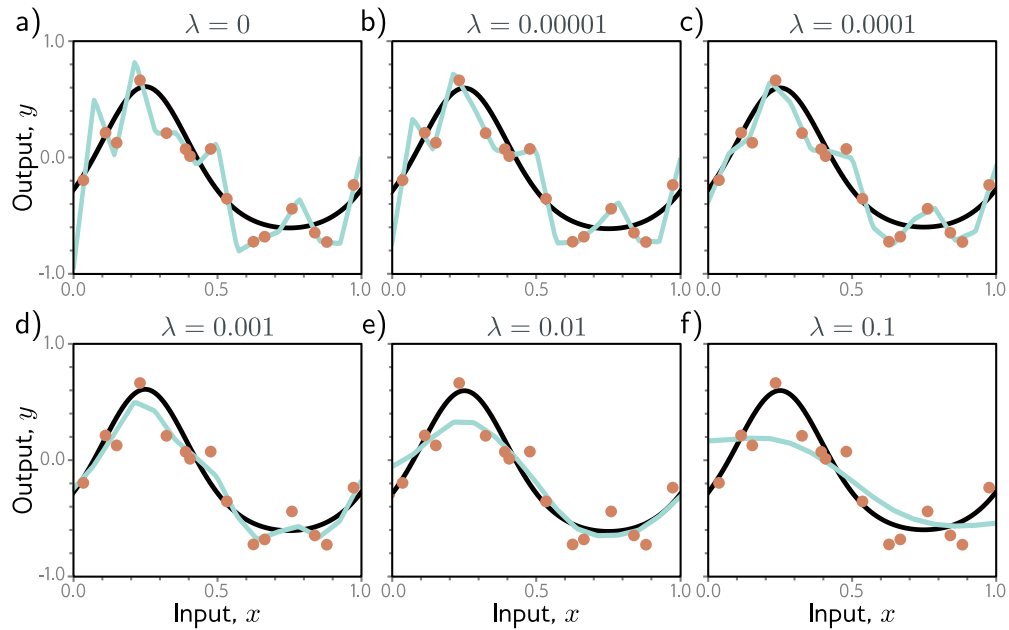 a) λ = 0
b) λ = 0.00001
c) λ = 0.0001
1.0
0.0
-1.0
Output, y
0.0 0.5 1.0
0.0 0.5 1.0
0.0 0.5 1.0
d) λ = 0.001
e) λ = 0.01
f) λ = 0.1
1.0
0.0
-1.0
Output, y
0.0 0.5 1.0
0.0 0.5 1.0
0.0 0.5 1.0
Input, x
Input, x
Input, x